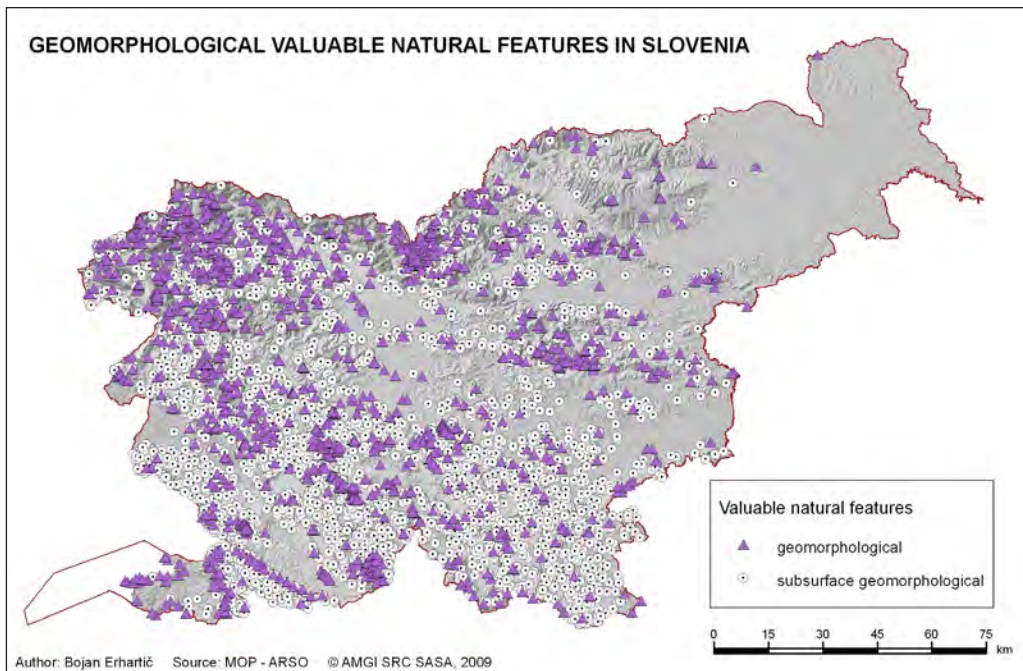 GEOMORPHOLOGICAL VALUABLE NATURAL FEATURES IN SLOVENIA
Valuable natural features
geomorphological
subsurface geomorphological
0 15 30 45 60 75
km
Author: Bojan Erhartič Source: MOP - ARSO © AMGI SRC SASA, 2009